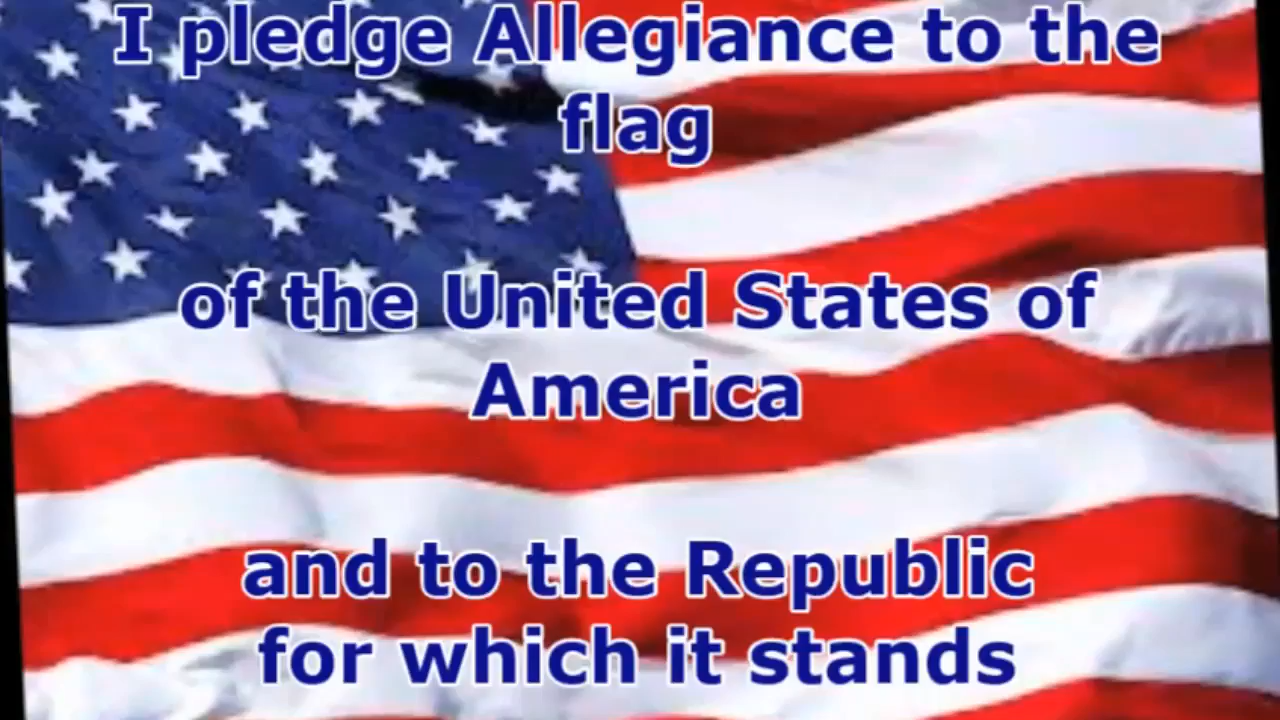 I pledge Allegiance to the
flag
of the United States of
America
and to the Republic
for which it stands